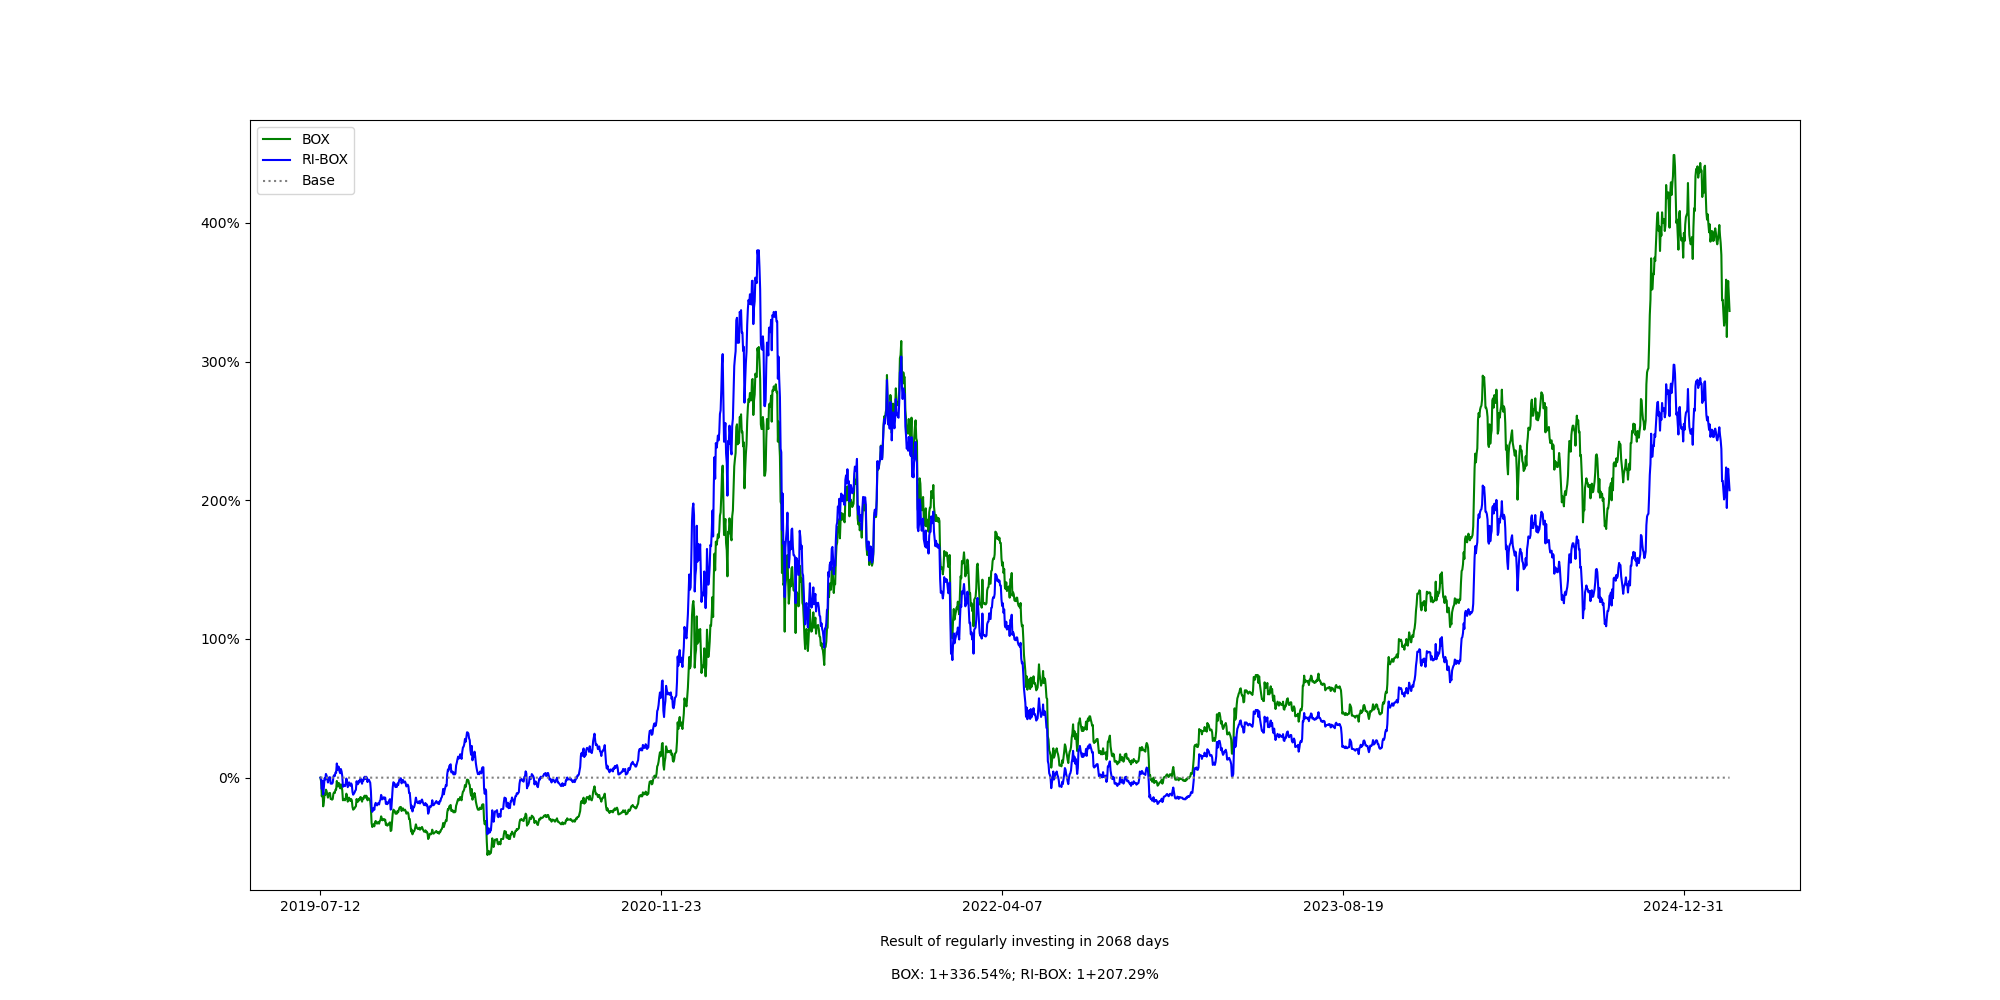 BOX
RI-BOX
Base
400%
300%
200%
100%
0%
2019-07-12
2020-11-23
2022-04-07
2023-08-19
2024-12-31
Result of regularly investing in 2068 days
BOX: 1+336.54%; RI-BOX: 1+207.29%